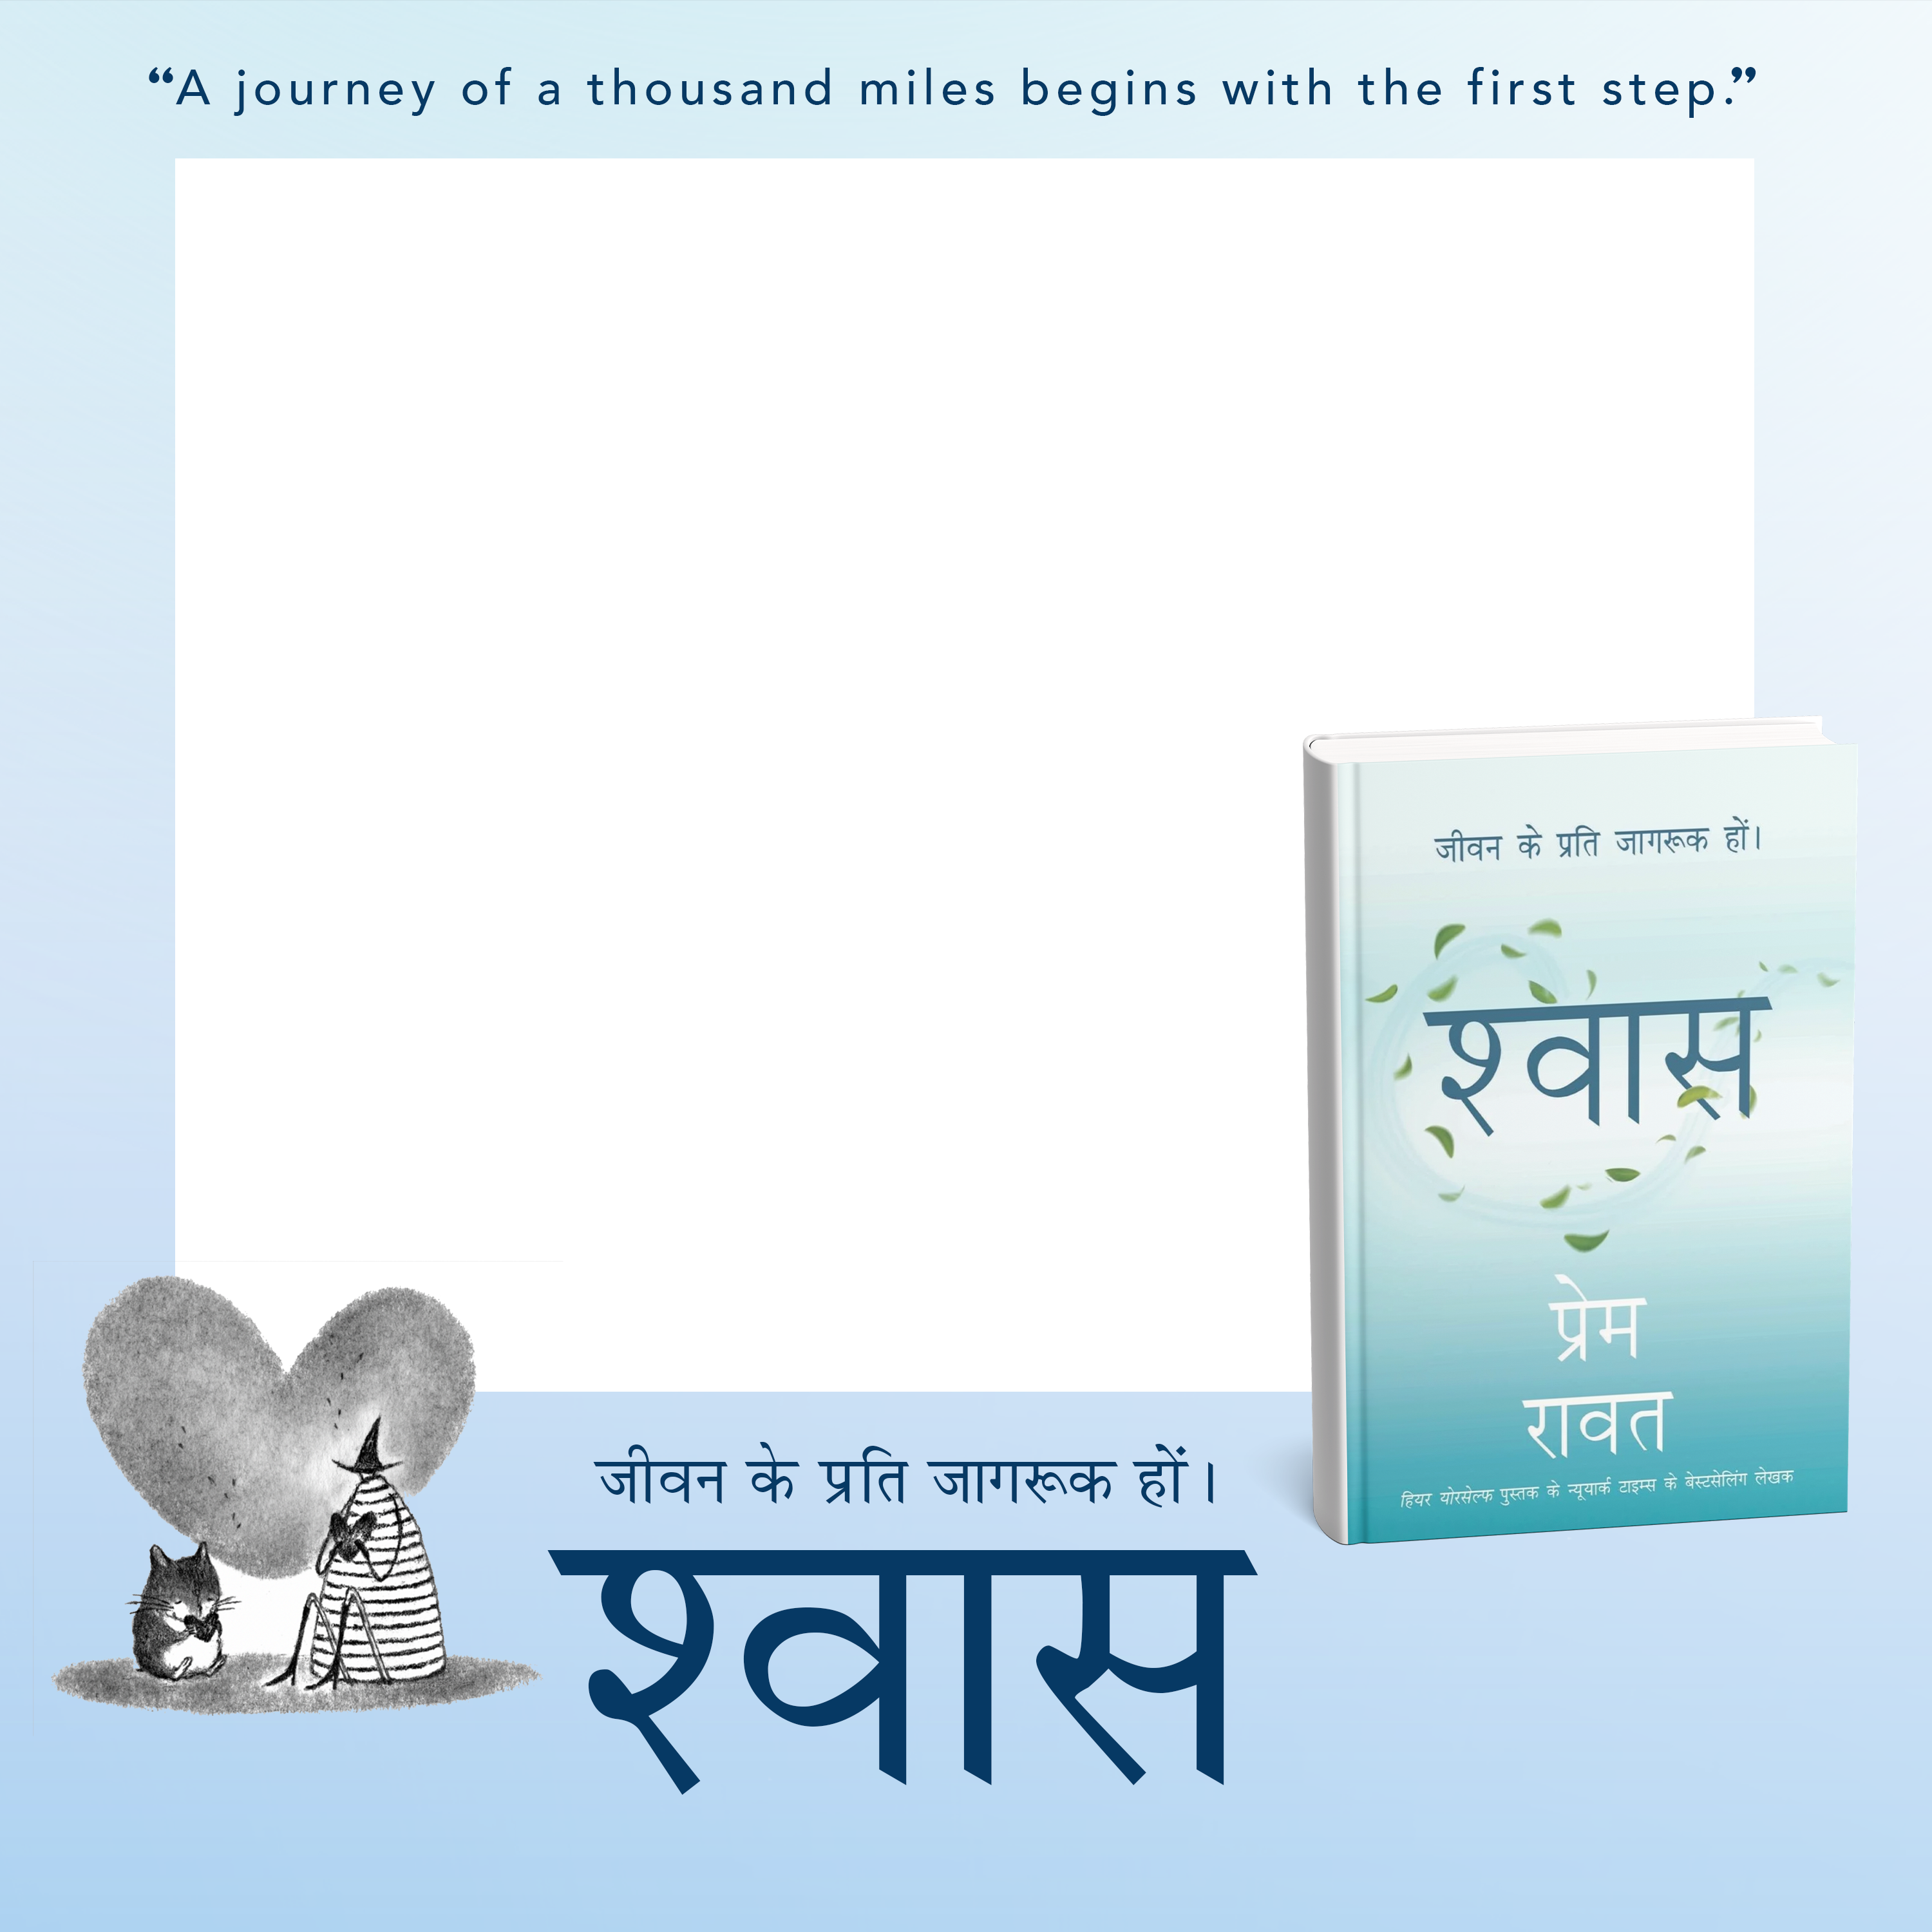 “A journey of a thousand miles begins with the first step.”
जीवन के प्रति जागरूक हों।
श्वास
प्रेम
रावत
हियर योरसेल्फ पुस्तक के न्यूयार्क टाइम्स के बेस्टसेलिंग लेखक
जीवन के प्रति जागरूक हों।
श्वास